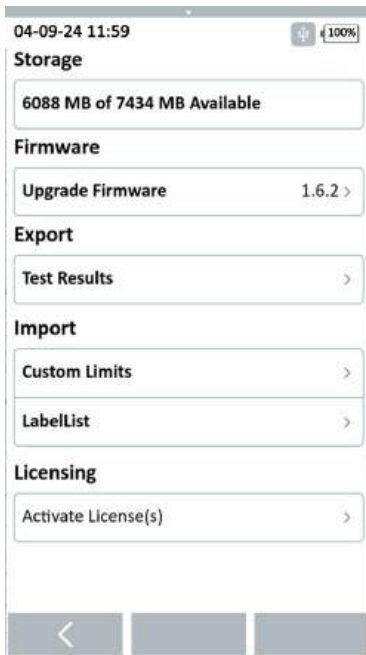 04-09-24 11:59 100%
Storage
6088 MB of 7434 MB Available
Firmware
Upgrade Firmware 1.6.2 >
Export
Test Results >
Import
Custom Limits >
LabelList >
Licensing
Activate License(s) >